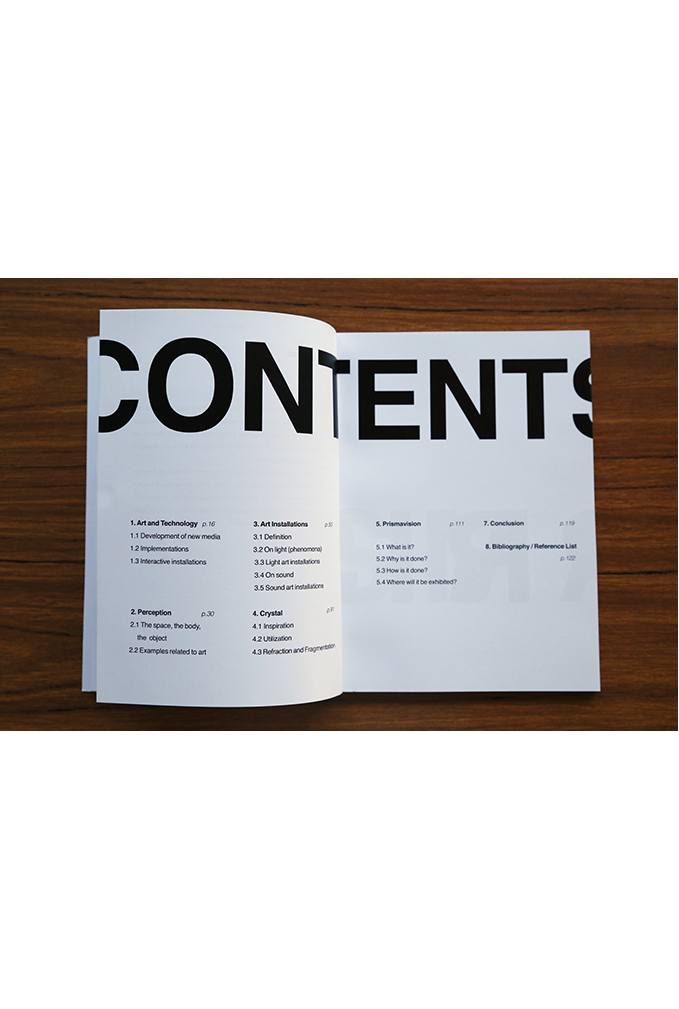 CONTENTS
1. Art and Technology p.16
1.1 Development of new media
1.2 Implementations
1.3 Interactive installations
2. Perception p.30
2.1 The space, the body,
the object
2.2 Examples related to art
3. Art Installations p.50
3.1 Definition
3.2 On light (phenomena)
3.3 Light art installations
3.4 On sound
3.5 Sound art installations
4. Crystal
4.1 Inspiration
4.2 Utilization
4.3 Refraction and Fragmentation
5. Prismavision p.111
5.1 What is it?
5.2 Why is it done?
5.3 How is it done?
5.4 Where will it be exhibited?
7. Conclusion p.119
8. Bibliography / Reference List
p.122